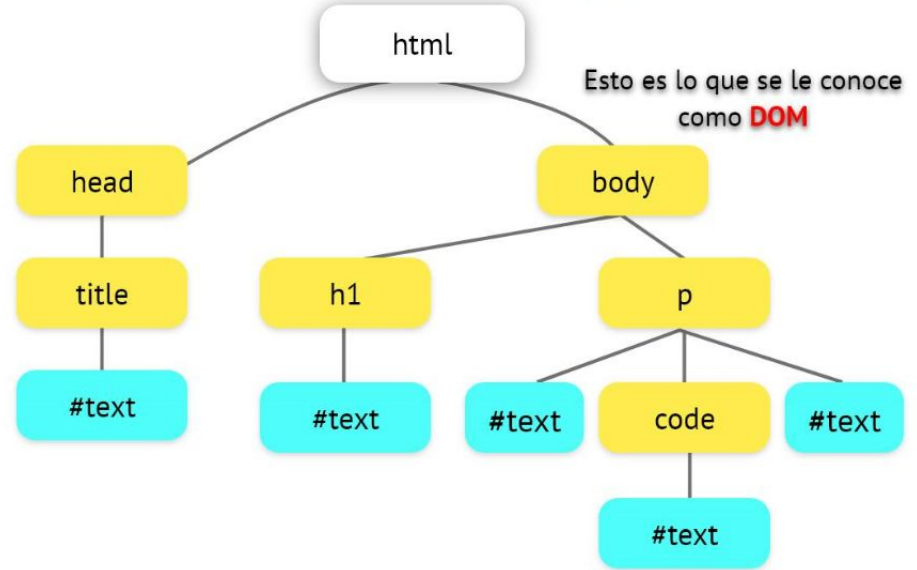 html
Esto es lo que se le conoce
como DOM
head
body
title
h1
p
#text
#text
#text
code
#text
#text